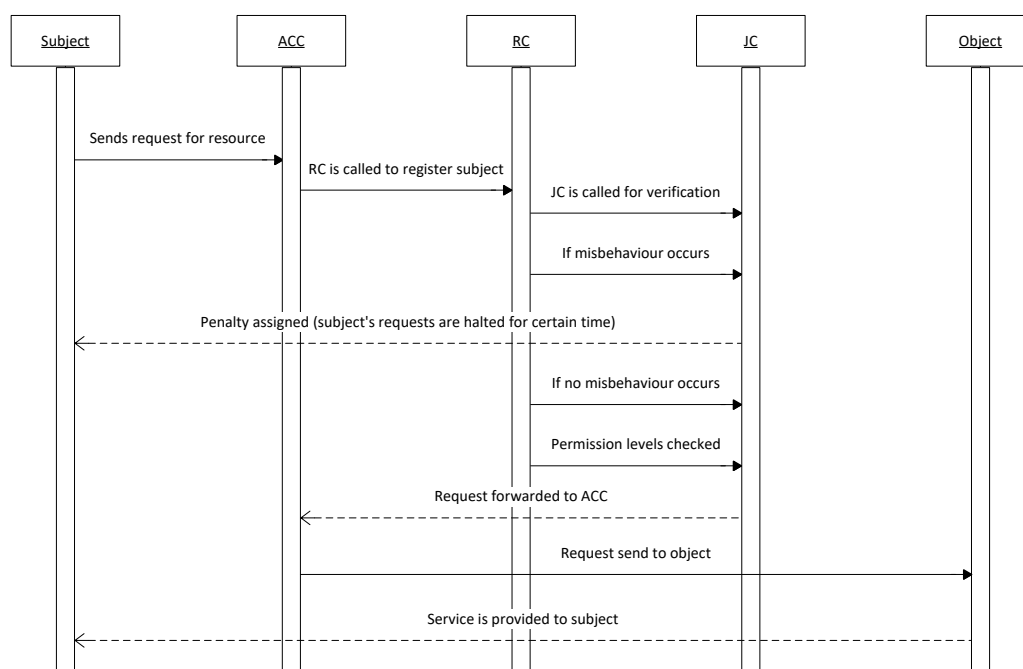 Subject
ACC
RC
JC
Object
Sends request for resource
RC is called to register subject
JC is called for verification
If misbehaviour occurs
Penalty assigned (subject's requests are halted for certain time)
If no misbehaviour occurs
Permission levels checked
Request forwarded to ACC
Request send to object
Service is provided to subject